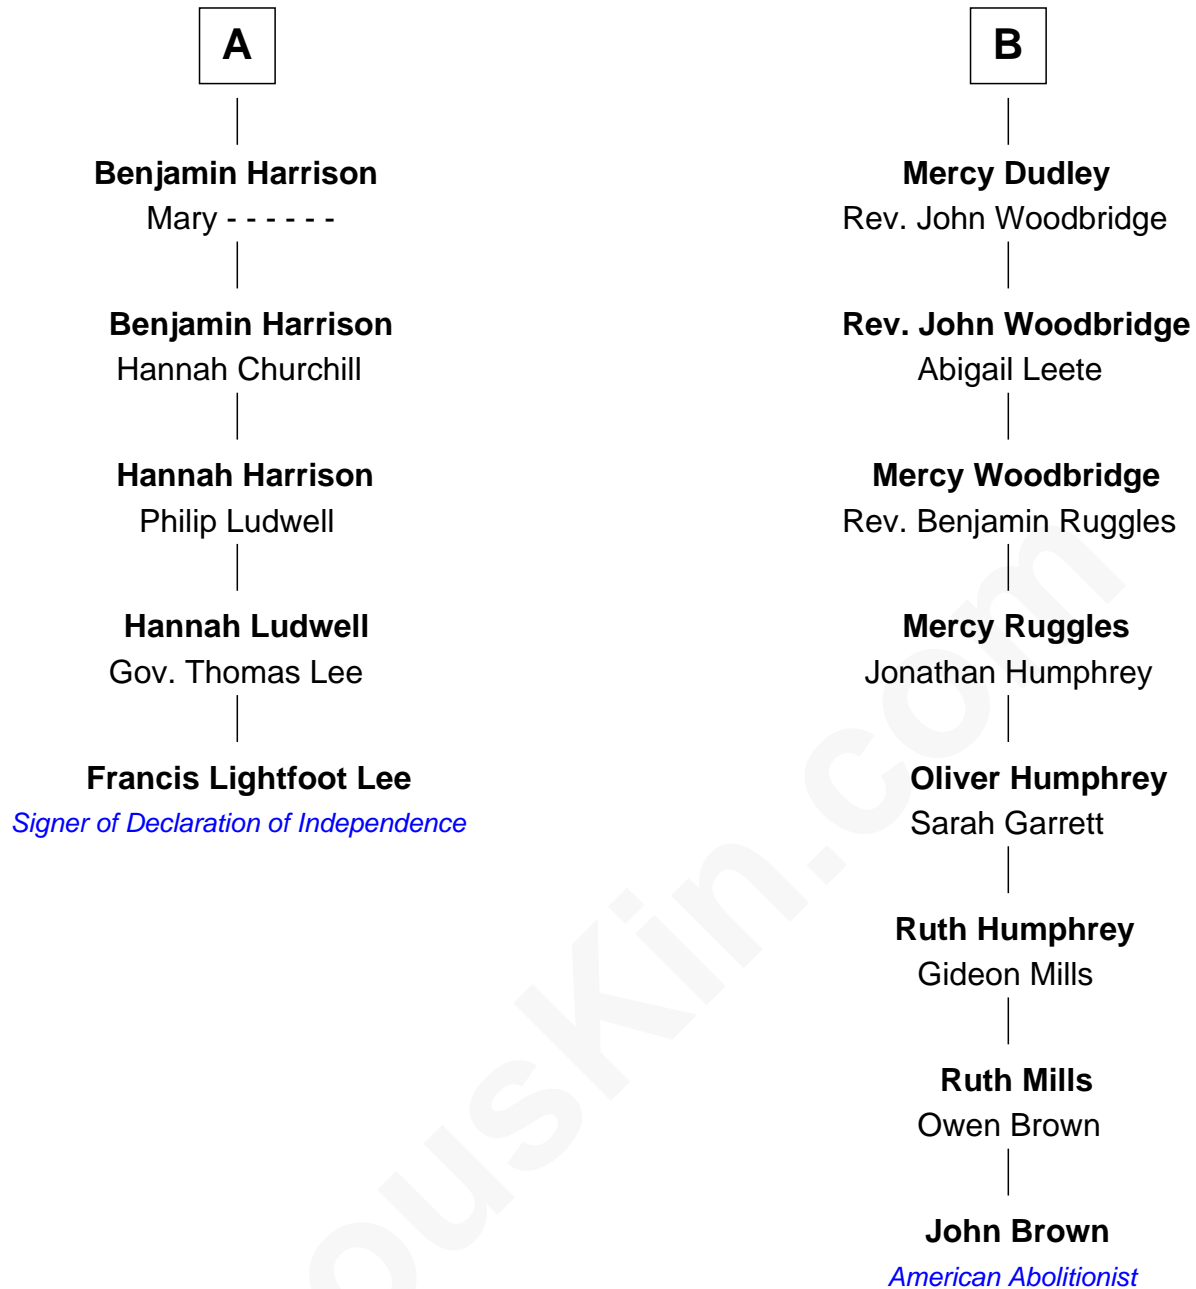 A
Benjamin Harrison
Mary - - - - - -
Benjamin Harrison
Hannah Churchill
Hannah Harrison
Philip Ludwell
Hannah Ludwell
Gov. Thomas Lee
Francis Lightfoot Lee
Signer of Declaration of Independence
B
Mercy Dudley
Rev. John Woodbridge
Rev. John Woodbridge
Abigail Leete
Mercy Woodbridge
Rev. Benjamin Ruggles
Mercy Ruggles
Jonathan Humphrey
Oliver Humphrey
Sarah Garrett
Ruth Humphrey
Gideon Mills
Ruth Mills
Owen Brown
John Brown
American Abolitionist
ousKin.com